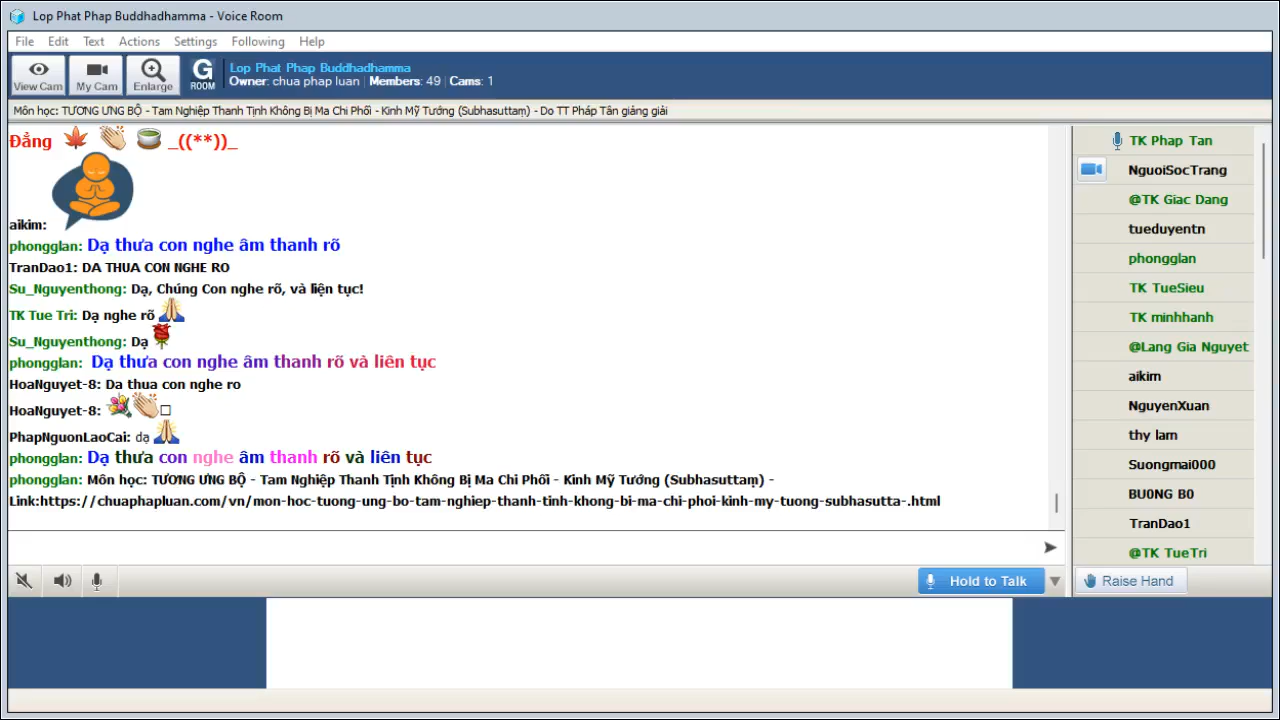 Lop Phat Phap Buddhadhamma - Voice Room
File Edit Text Actions Settings Following Help
View Cam My Cam Enlarge G ROOM
Lop Phat Phap Buddhadhamma
Owner: chua phap luan | Members: 49 | Cams: 1
Môn học: TƯƠNG ƯNG BỘ - Tam Nghiệp Thanh Tịnh Không Bị Ma Chi Phối - Kinh Mỹ Tướng (Subhasuttaṃ) - Do TT Pháp Tân giảng giải
Đẳng _((**))_
aikim:
phongglan: Dạ thưa con nghe âm thanh rõ
TranDao1: DA THUA CON NGHE RO
Su_Nguyenthong: Dạ, Chúng Con nghe rõ, và liện tục!
TK Tue Tri: Dạ nghe rõ
Su_Nguyenthong: Dạ
phongglan: Dạ thưa con nghe âm thanh rõ và liên tục
HoaNguyet-8: Da thua con nghe ro
HoaNguyet-8:
PhapNguonLaoCai: dạ
phongglan: Dạ thưa con nghe âm thanh rõ và liên tục
phongglan: Môn học: TƯƠNG ƯNG BỘ - Tam Nghiệp Thanh Tịnh Không Bị Ma Chi Phối - Kinh Mỹ Tướng (Subhasuttaṃ) -
Link:https://chuaphapluan.com/vn/mon-hoc-tuong-ung-bo-tam-nghiep-thanh-tinh-khong-bi-ma-chi-phoi-kinh-my-tuong-subhasutta-.html
Hold to Talk
TK Phap Tan
NguoiSocTrang
@TK Giac Dang
tueduyentn
phongglan
TK TueSieu
TK minhhanh
@Lang Gia Nguyet
aikim
NguyenXuan
thy lam
Suongmai000
BU0NG B0
TranDao1
@TK TueTri
Raise Hand